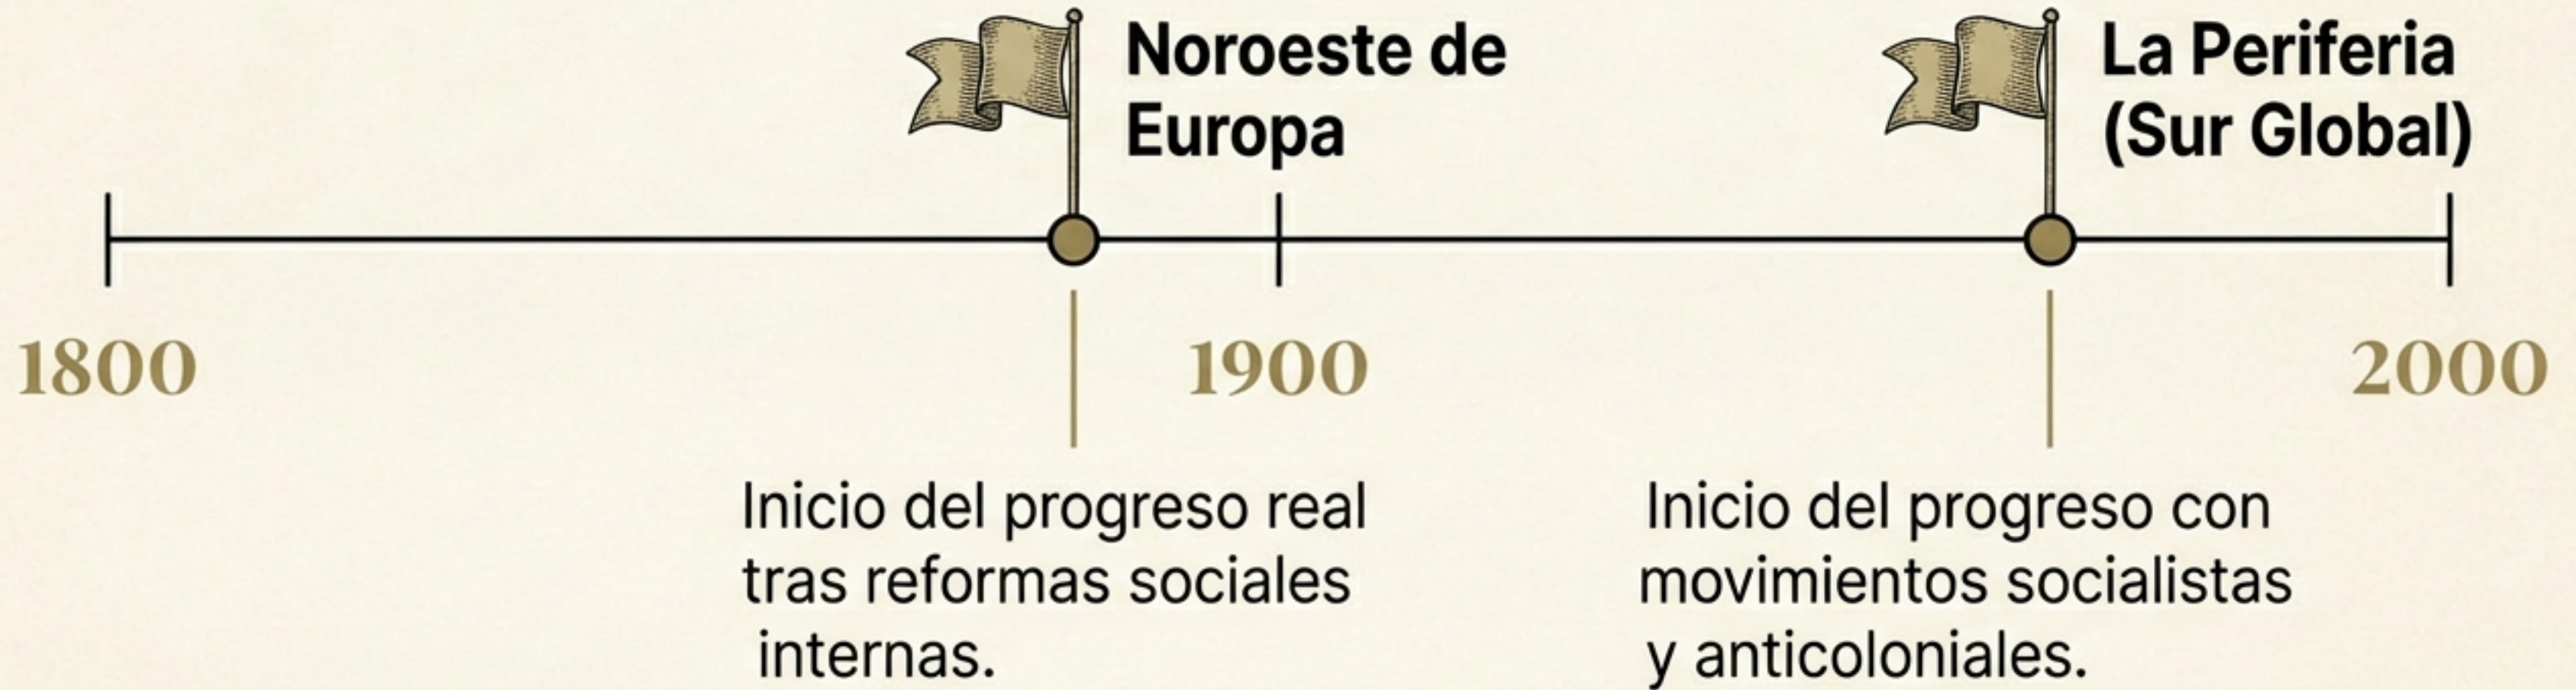 Noroeste de
Europa
La Periferia
(Sur Global)
1800
1900
2000
Inicio del progreso real
tras reformas sociales
internas.
Inicio del progreso con
movimientos socialistas
y anticoloniales.